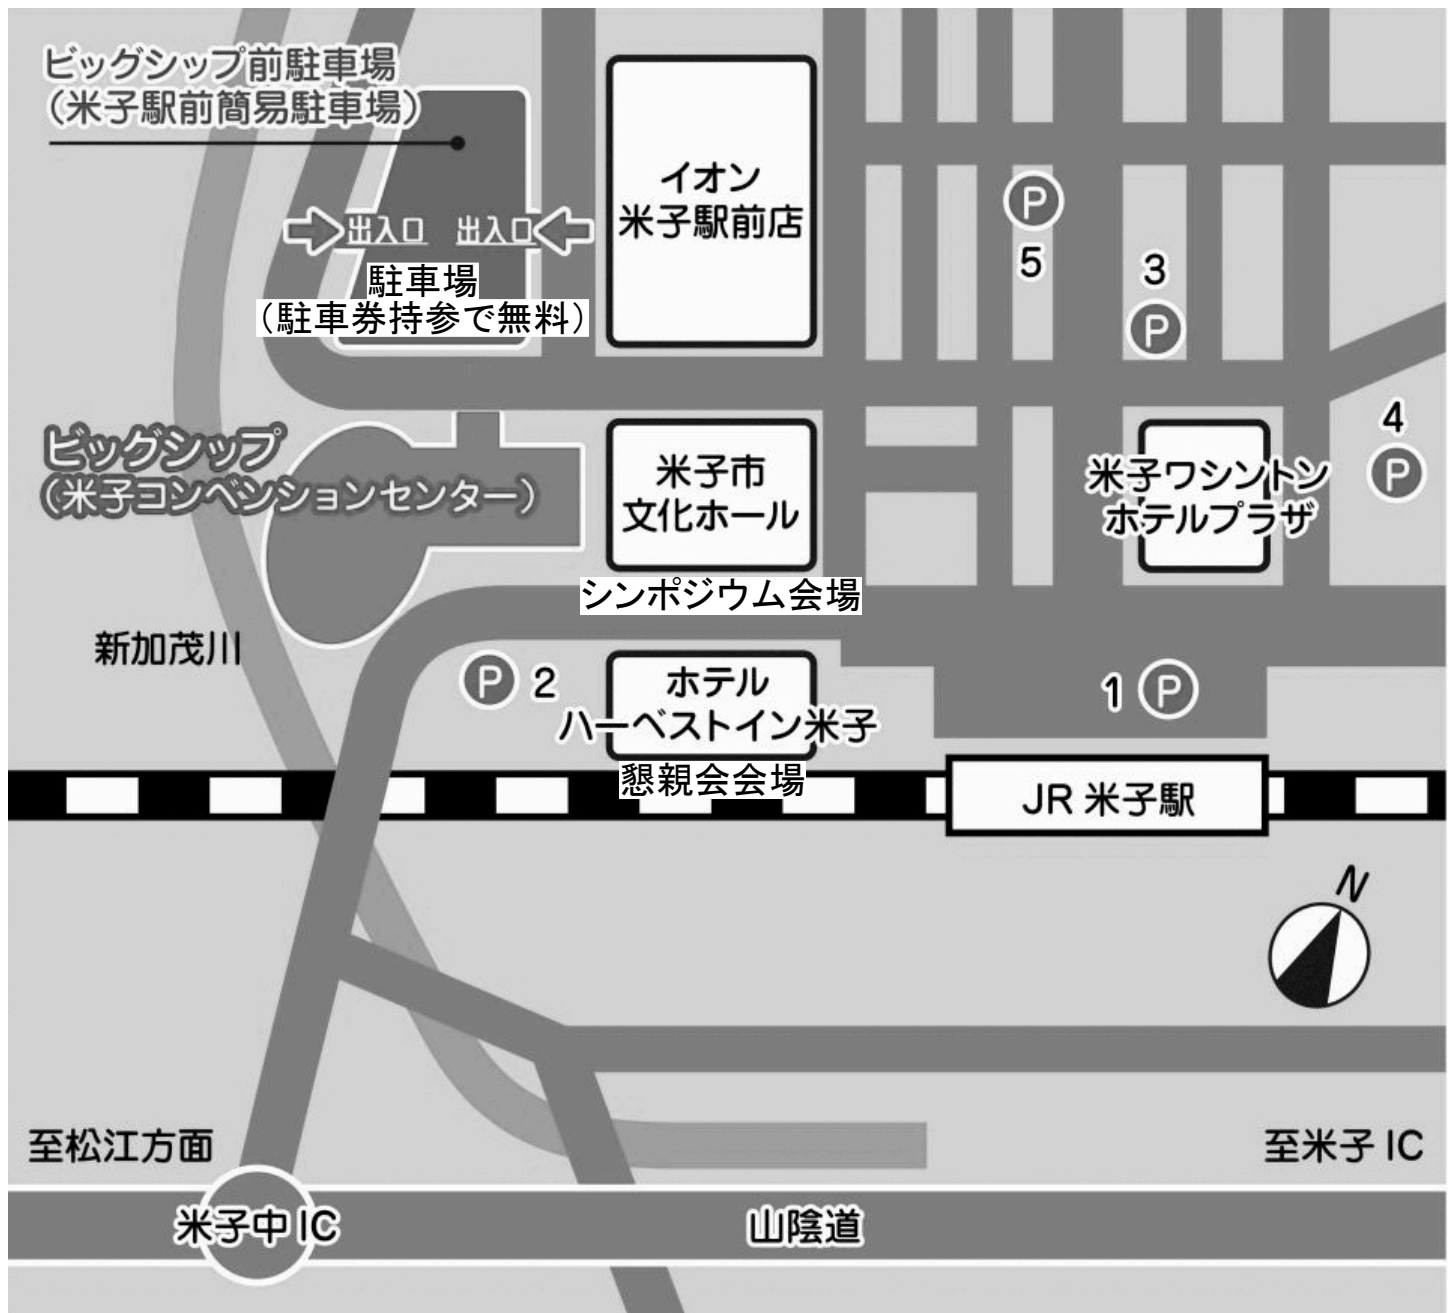 ビッグシップ前駐車場
（米子駅前簡易駐車場）
イオン
米子駅前店
出入口 出入口
駐車場
（駐車券持参で無料）
P
5
3
P
4
P
ビッグシップ
（米子コンベンションセンター）
米子市
文化ホール
米子ワシントン
ホテルプラザ
シンポジウム会場
新加茂川
P 2
ホテル
ハーベストイン米子
1 P
懇親会会場
JR 米子駅
N
至松江方面
至米子 IC
米子中 IC
山陰道